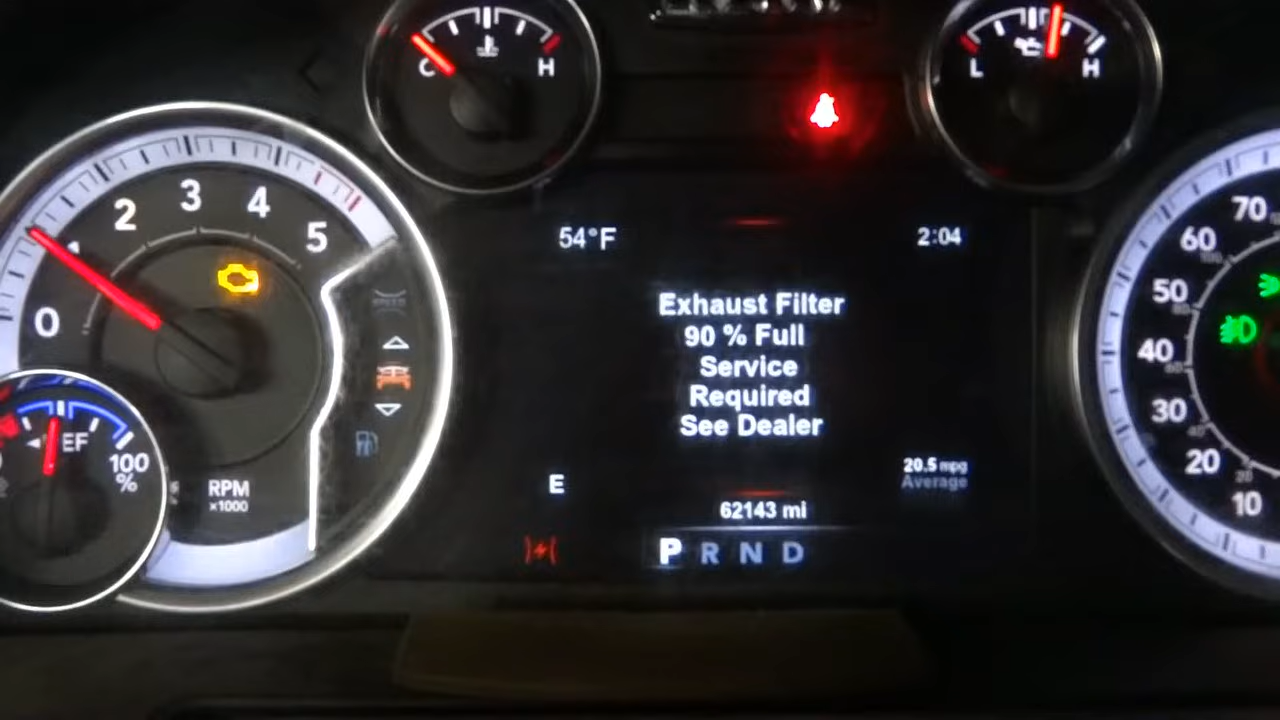 C H
L H
54°F
2:04
Exhaust Filter
90 % Full
Service
Required
See Dealer
E
20.5 mpg
Average
62143 mi
P R N D
0 1 2 3 4 5
RPM
x1000
100
%
70
60
50
40
30
20
10